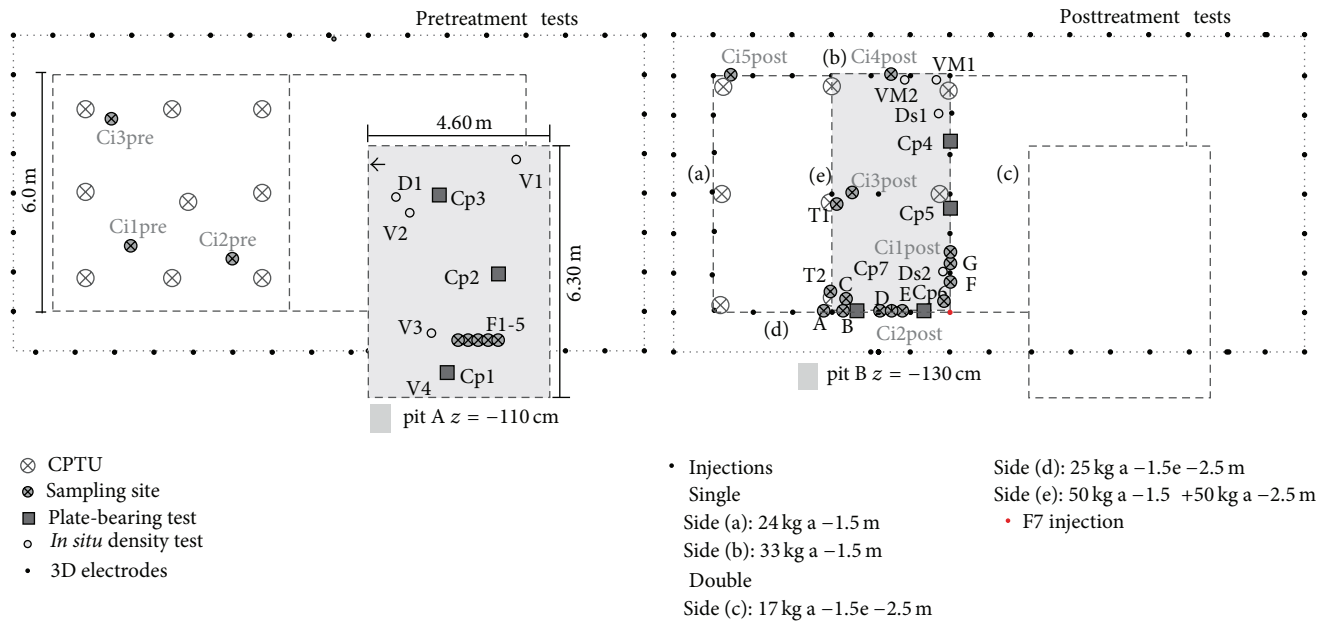 Pretreatment tests
6.0 m
Ci3pre
Ci1pre
Ci2pre
4.60 m
V1
D1
Cp3
V2
Cp2
6.30 m
V3
F1-5
Cp1
V4
pit A z = −110 cm
CPTU
Sampling site
Plate-bearing test
In situ density test
3D electrodes
Posttreatment tests
Ci5post
(b)
Ci4post
VM1
VM2
Ds1
Cp4
(a)
(e)
Ci3post
(c)
T1
Cp5
Ci1post
Cp7
Ds2
G
T2
C
D
E
Cp6
F
A
B
(d)
Ci2post
pit B z = −130 cm
Injections
Single
Side (a): 24 kg a −1.5 m
Side (b): 33 kg a −1.5 m
Double
Side (c): 17 kg a −1.5e −2.5 m
Side (d): 25 kg a −1.5e −2.5 m
Side (e): 50 kg a −1.5 +50 kg a −2.5 m
F7 injection